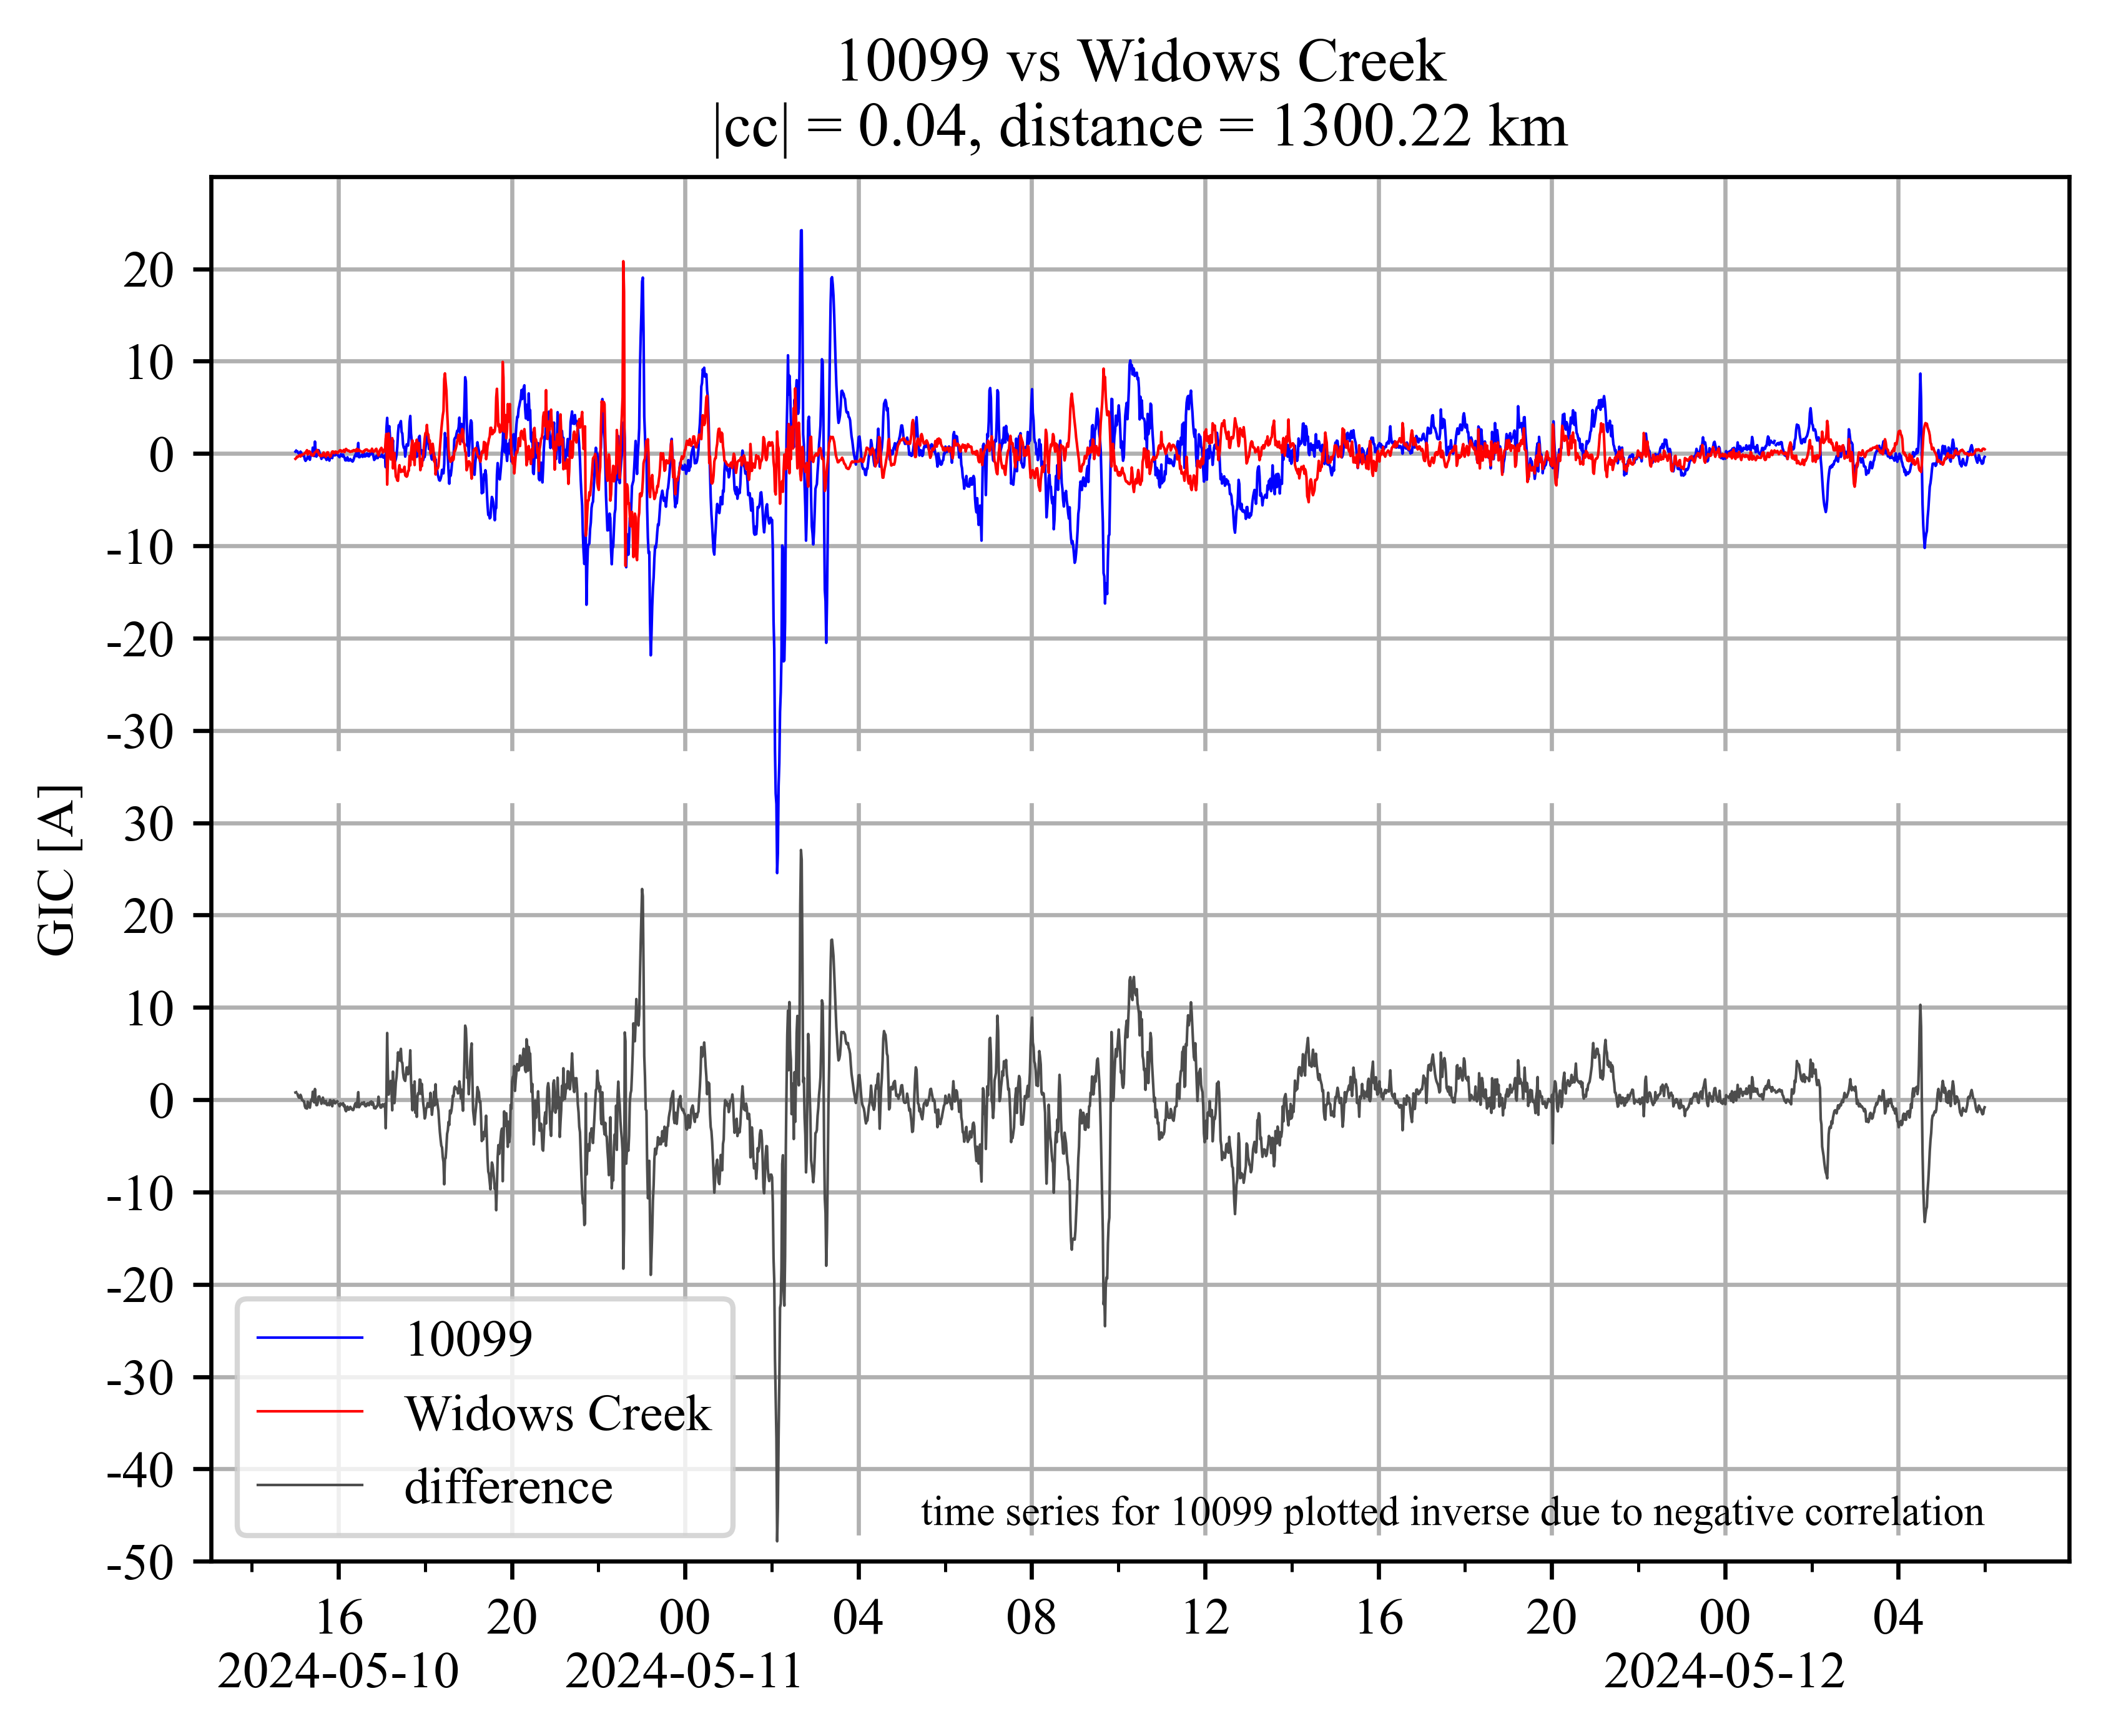 10099 vs Widows Creek
|cc| = 0.04, distance = 1300.22 km
GIC [A]
20
10
0
-10
-20
-30
30
20
10
0
-10
-20
-30
-40
-50
10099
Widows Creek
difference
time series for 10099 plotted inverse due to negative correlation
16 20 00 04 08 12 16 20 00 04
2024-05-10 2024-05-11 2024-05-12